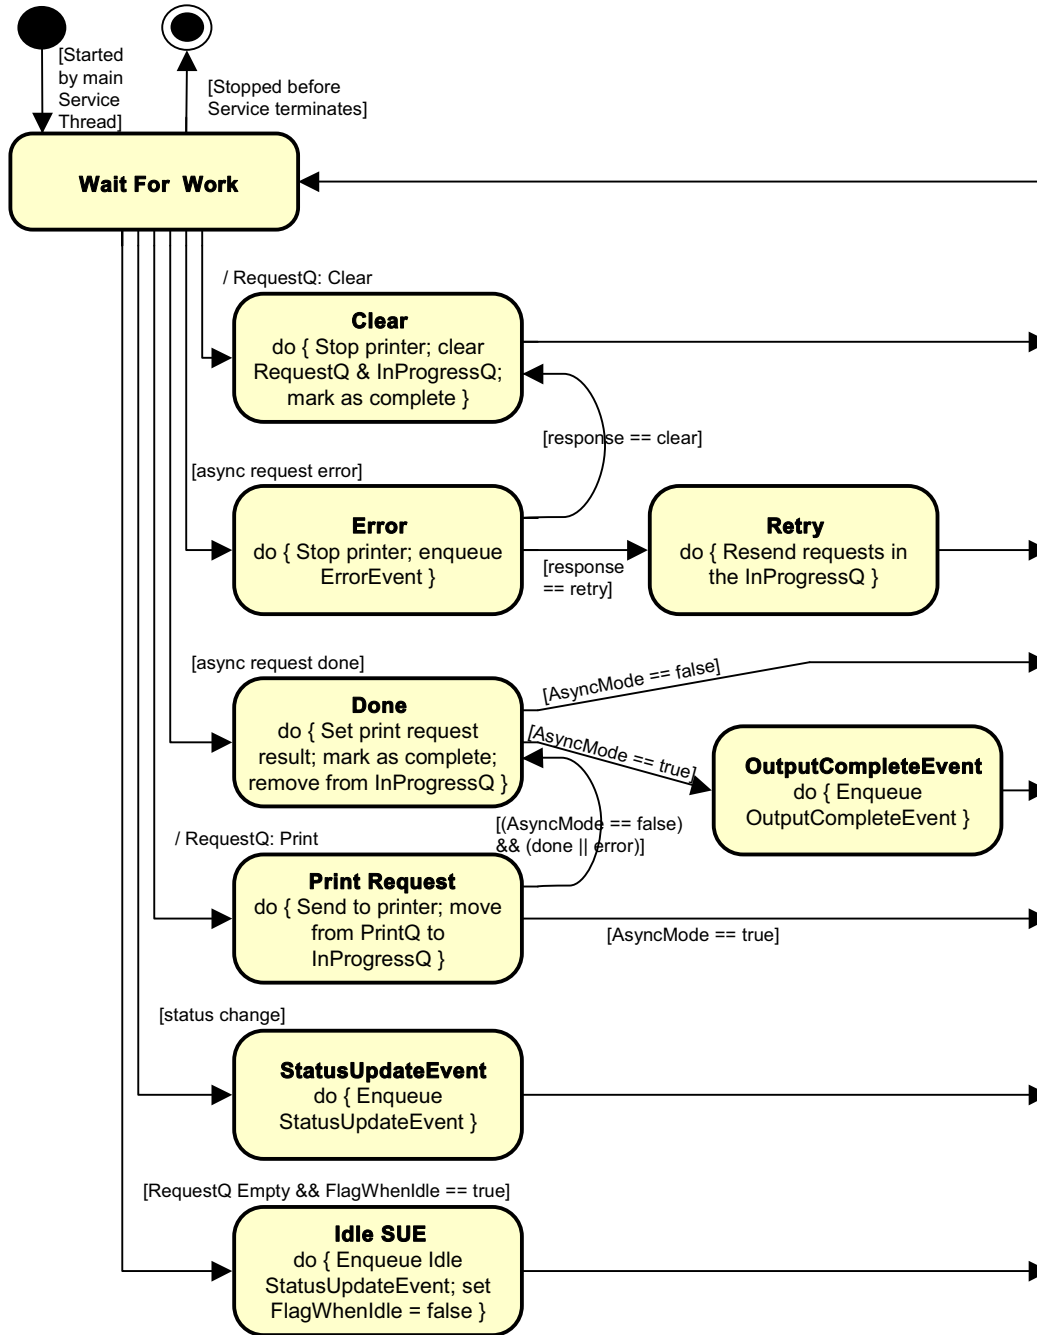 [Started
by main
Service
Thread]
[Stopped before
Service terminates]
Wait For Work
/ RequestQ: Clear
Clear
do { Stop printer; clear
RequestQ & InProgressQ;
mark as complete }
[response == clear]
[async request error]
Error
do { Stop printer; enqueue
ErrorEvent }
[response
== retry]
Retry
do { Resend requests in
the InProgressQ }
[async request done]
Done
do { Set print request
result; mark as complete;
remove from InProgressQ }
[AsyncMode == false]
[AsyncMode == true]
OutputCompleteEvent
do { Enqueue
OutputCompleteEvent }
[(AsyncMode == false)
&& (done || error)]
/ RequestQ: Print
Print Request
do { Send to printer; move
from PrintQ to
InProgressQ }
[AsyncMode == true]
[status change]
StatusUpdateEvent
do { Enqueue
StatusUpdateEvent }
[RequestQ Empty && FlagWhenIdle == true]
Idle SUE
do { Enqueue Idle
StatusUpdateEvent; set
FlagWhenIdle = false }